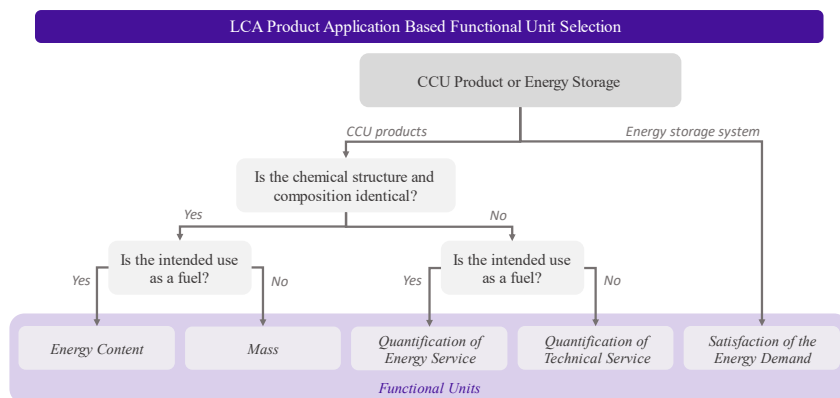 LCA Product Application Based Functional Unit Selection
CCU Product or Energy Storage
CCU products
Energy storage system
Is the chemical structure and
composition identical?
Yes
No
Is the intended use
as a fuel?
Is the intended use
as a fuel?
Yes
No
Yes
No
Energy Content
Mass
Quantification of
Energy Service
Quantification of
Technical Service
Satisfaction of the
Energy Demand
Functional Units